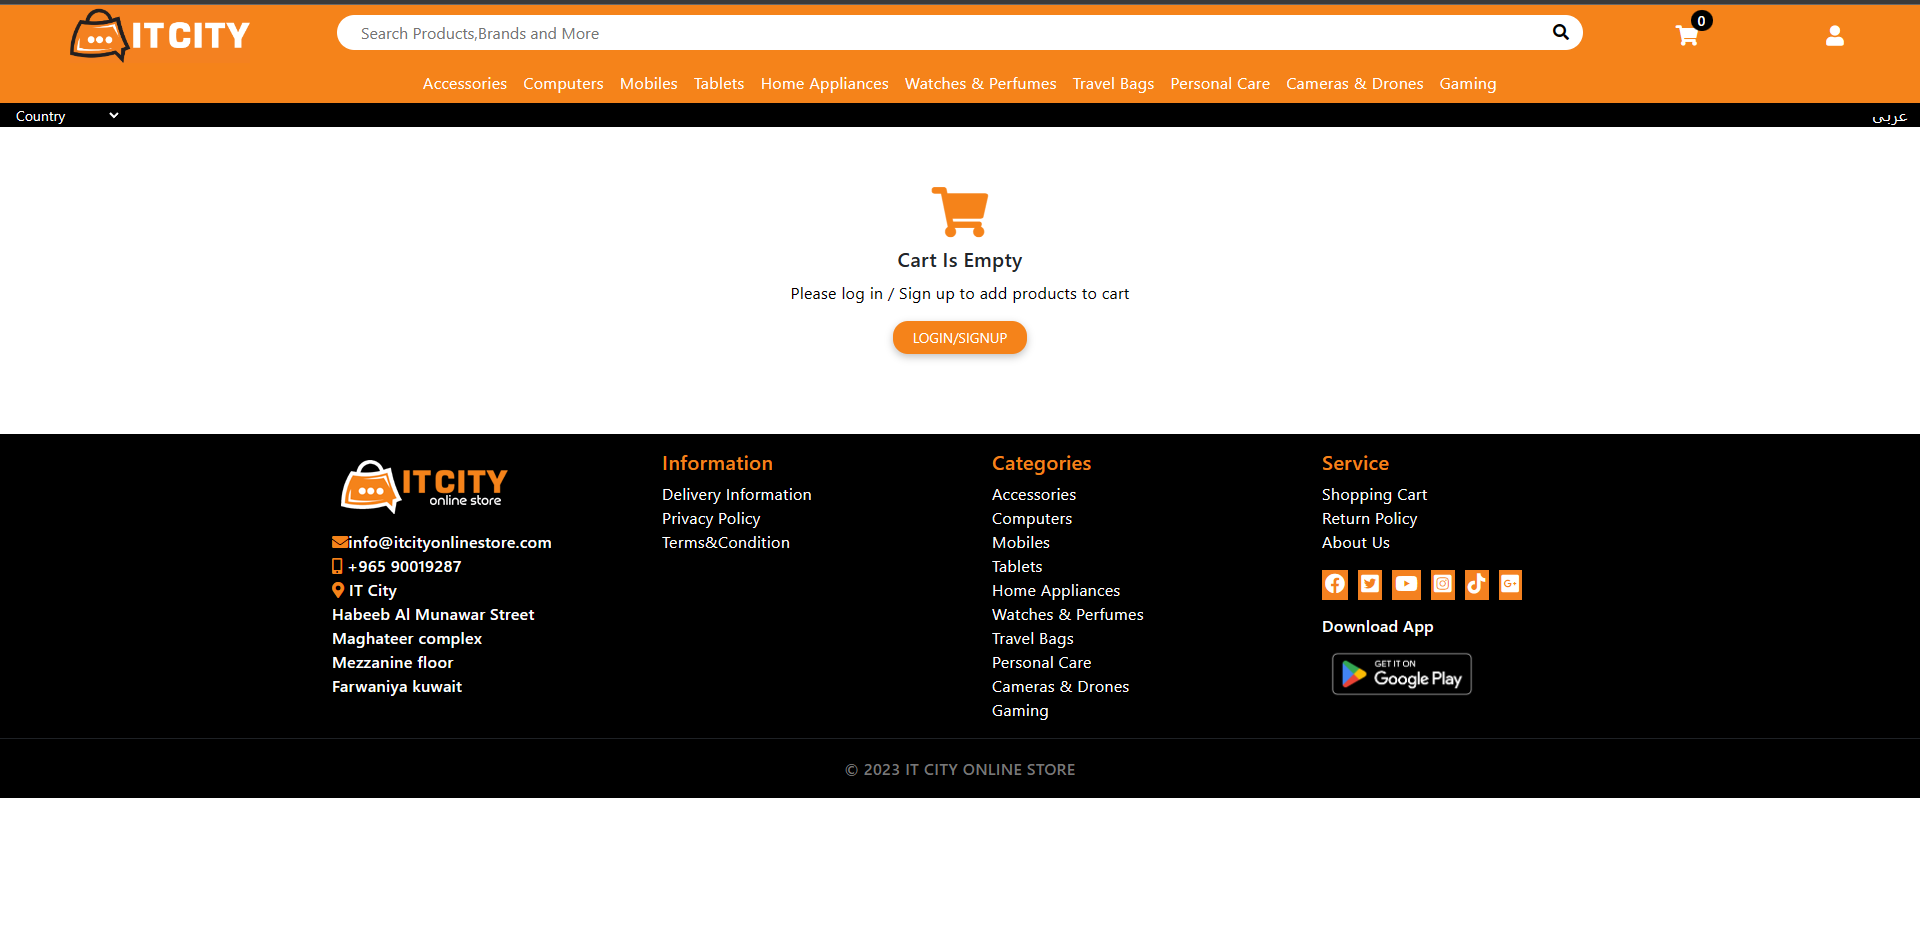 IT CITY
Search Products,Brands and More
0
Accessories Computers Mobiles Tablets Home Appliances Watches & Perfumes Travel Bags Personal Care Cameras & Drones Gaming
Country
عربى
Cart Is Empty
Please log in / Sign up to add products to cart
LOGIN/SIGNUP
IT CITY
online store
info@itcityonlinestore.com
+965 90019287
IT City
Habeeb Al Munawar Street
Maghateer complex
Mezzanine floor
Farwaniya kuwait
Information
Delivery Information
Privacy Policy
Terms&Condition
Categories
Accessories
Computers
Mobiles
Tablets
Home Appliances
Watches & Perfumes
Travel Bags
Personal Care
Cameras & Drones
Gaming
Service
Shopping Cart
Return Policy
About Us
G+
Download App
GET IT ON
Google Play
© 2023 IT CITY ONLINE STORE